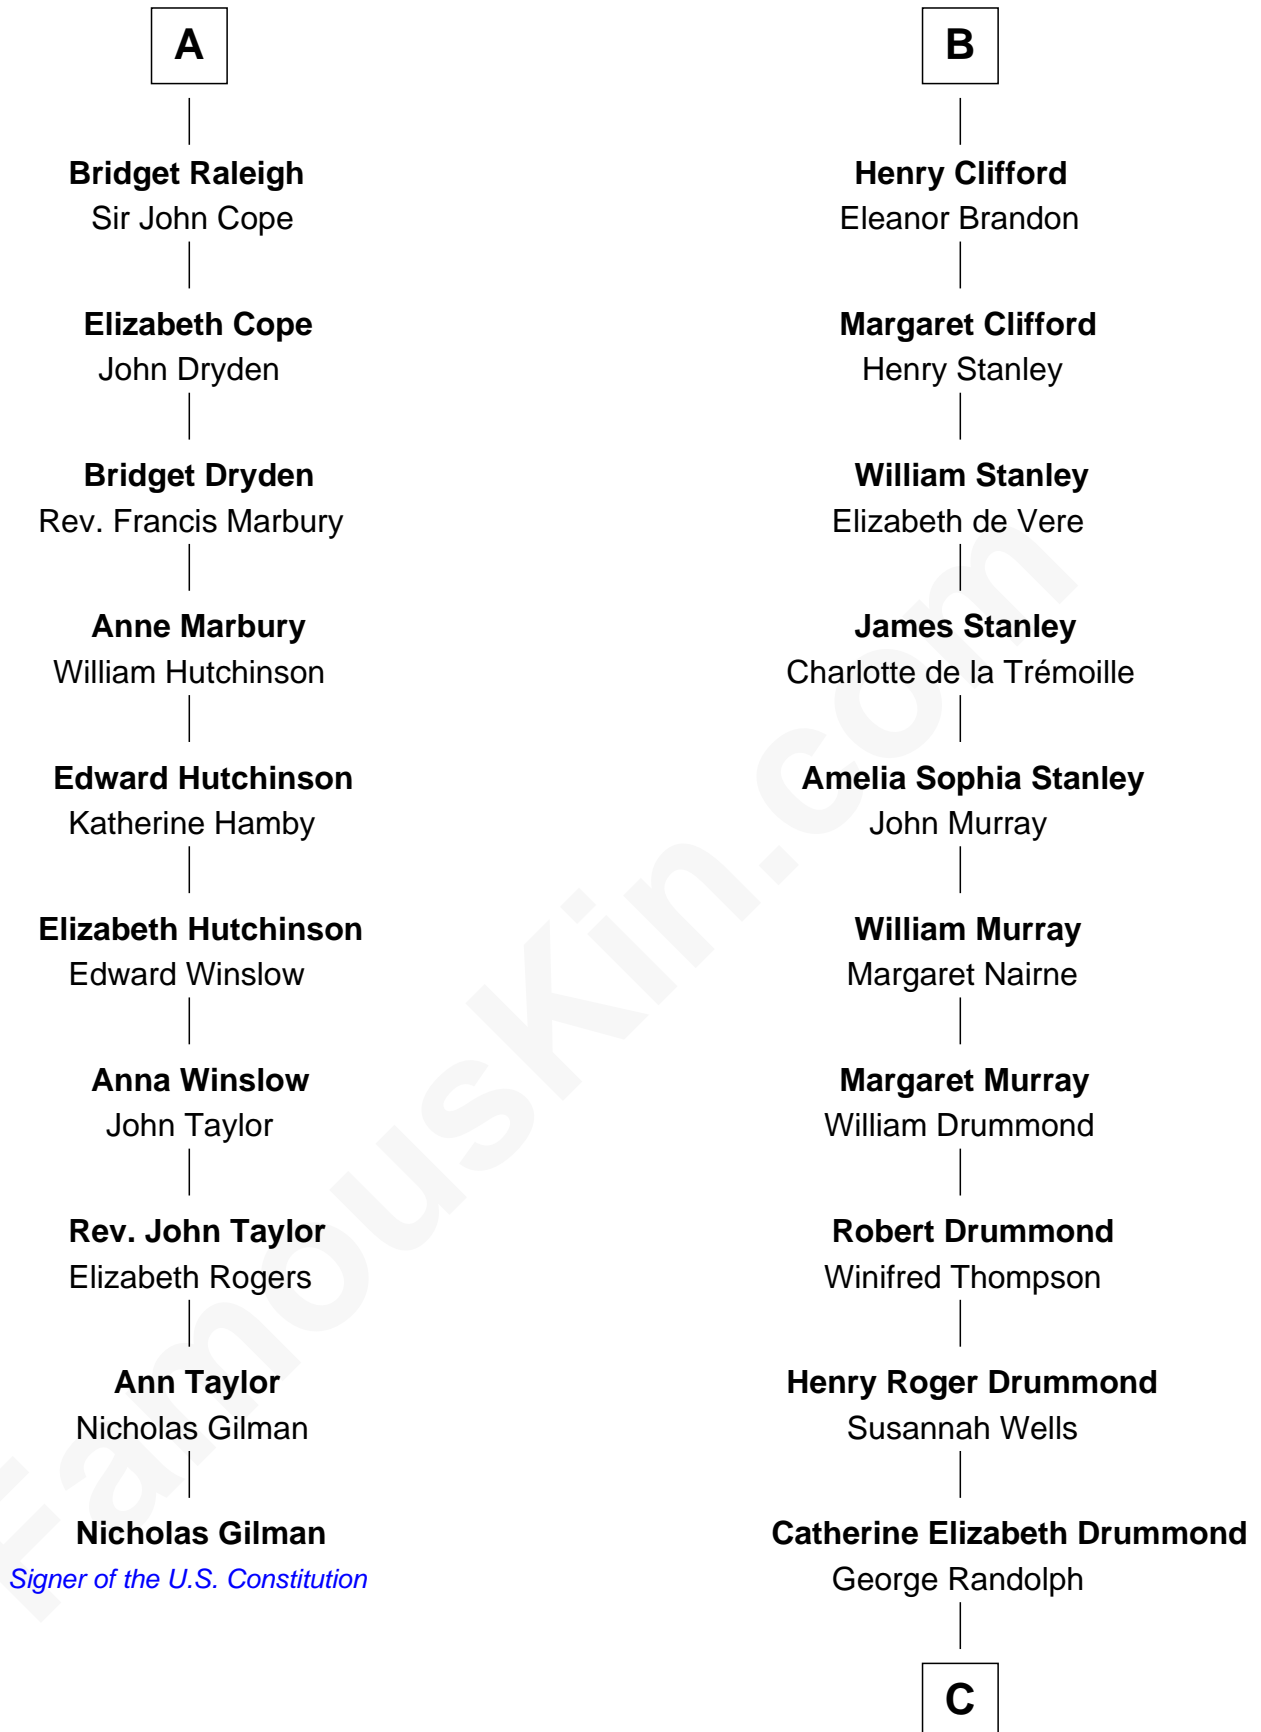 A
Bridget Raleigh
Sir John Cope
Elizabeth Cope
John Dryden
Bridget Dryden
Rev. Francis Marbury
Anne Marbury
William Hutchinson
Edward Hutchinson
Katherine Hamby
Elizabeth Hutchinson
Edward Winslow
Anna Winslow
John Taylor
Rev. John Taylor
Elizabeth Rogers
Ann Taylor
Nicholas Gilman
Nicholas Gilman
Signer of the U.S. Constitution
B
Henry Clifford
Eleanor Brandon
Margaret Clifford
Henry Stanley
William Stanley
Elizabeth de Vere
James Stanley
Charlotte de la Trémoille
Amelia Sophia Stanley
John Murray
William Murray
Margaret Nairne
Margaret Murray
William Drummond
Robert Drummond
Winifred Thompson
Henry Roger Drummond
Susannah Wells
Catherine Elizabeth Drummond
George Randolph
C
FamousKin.com